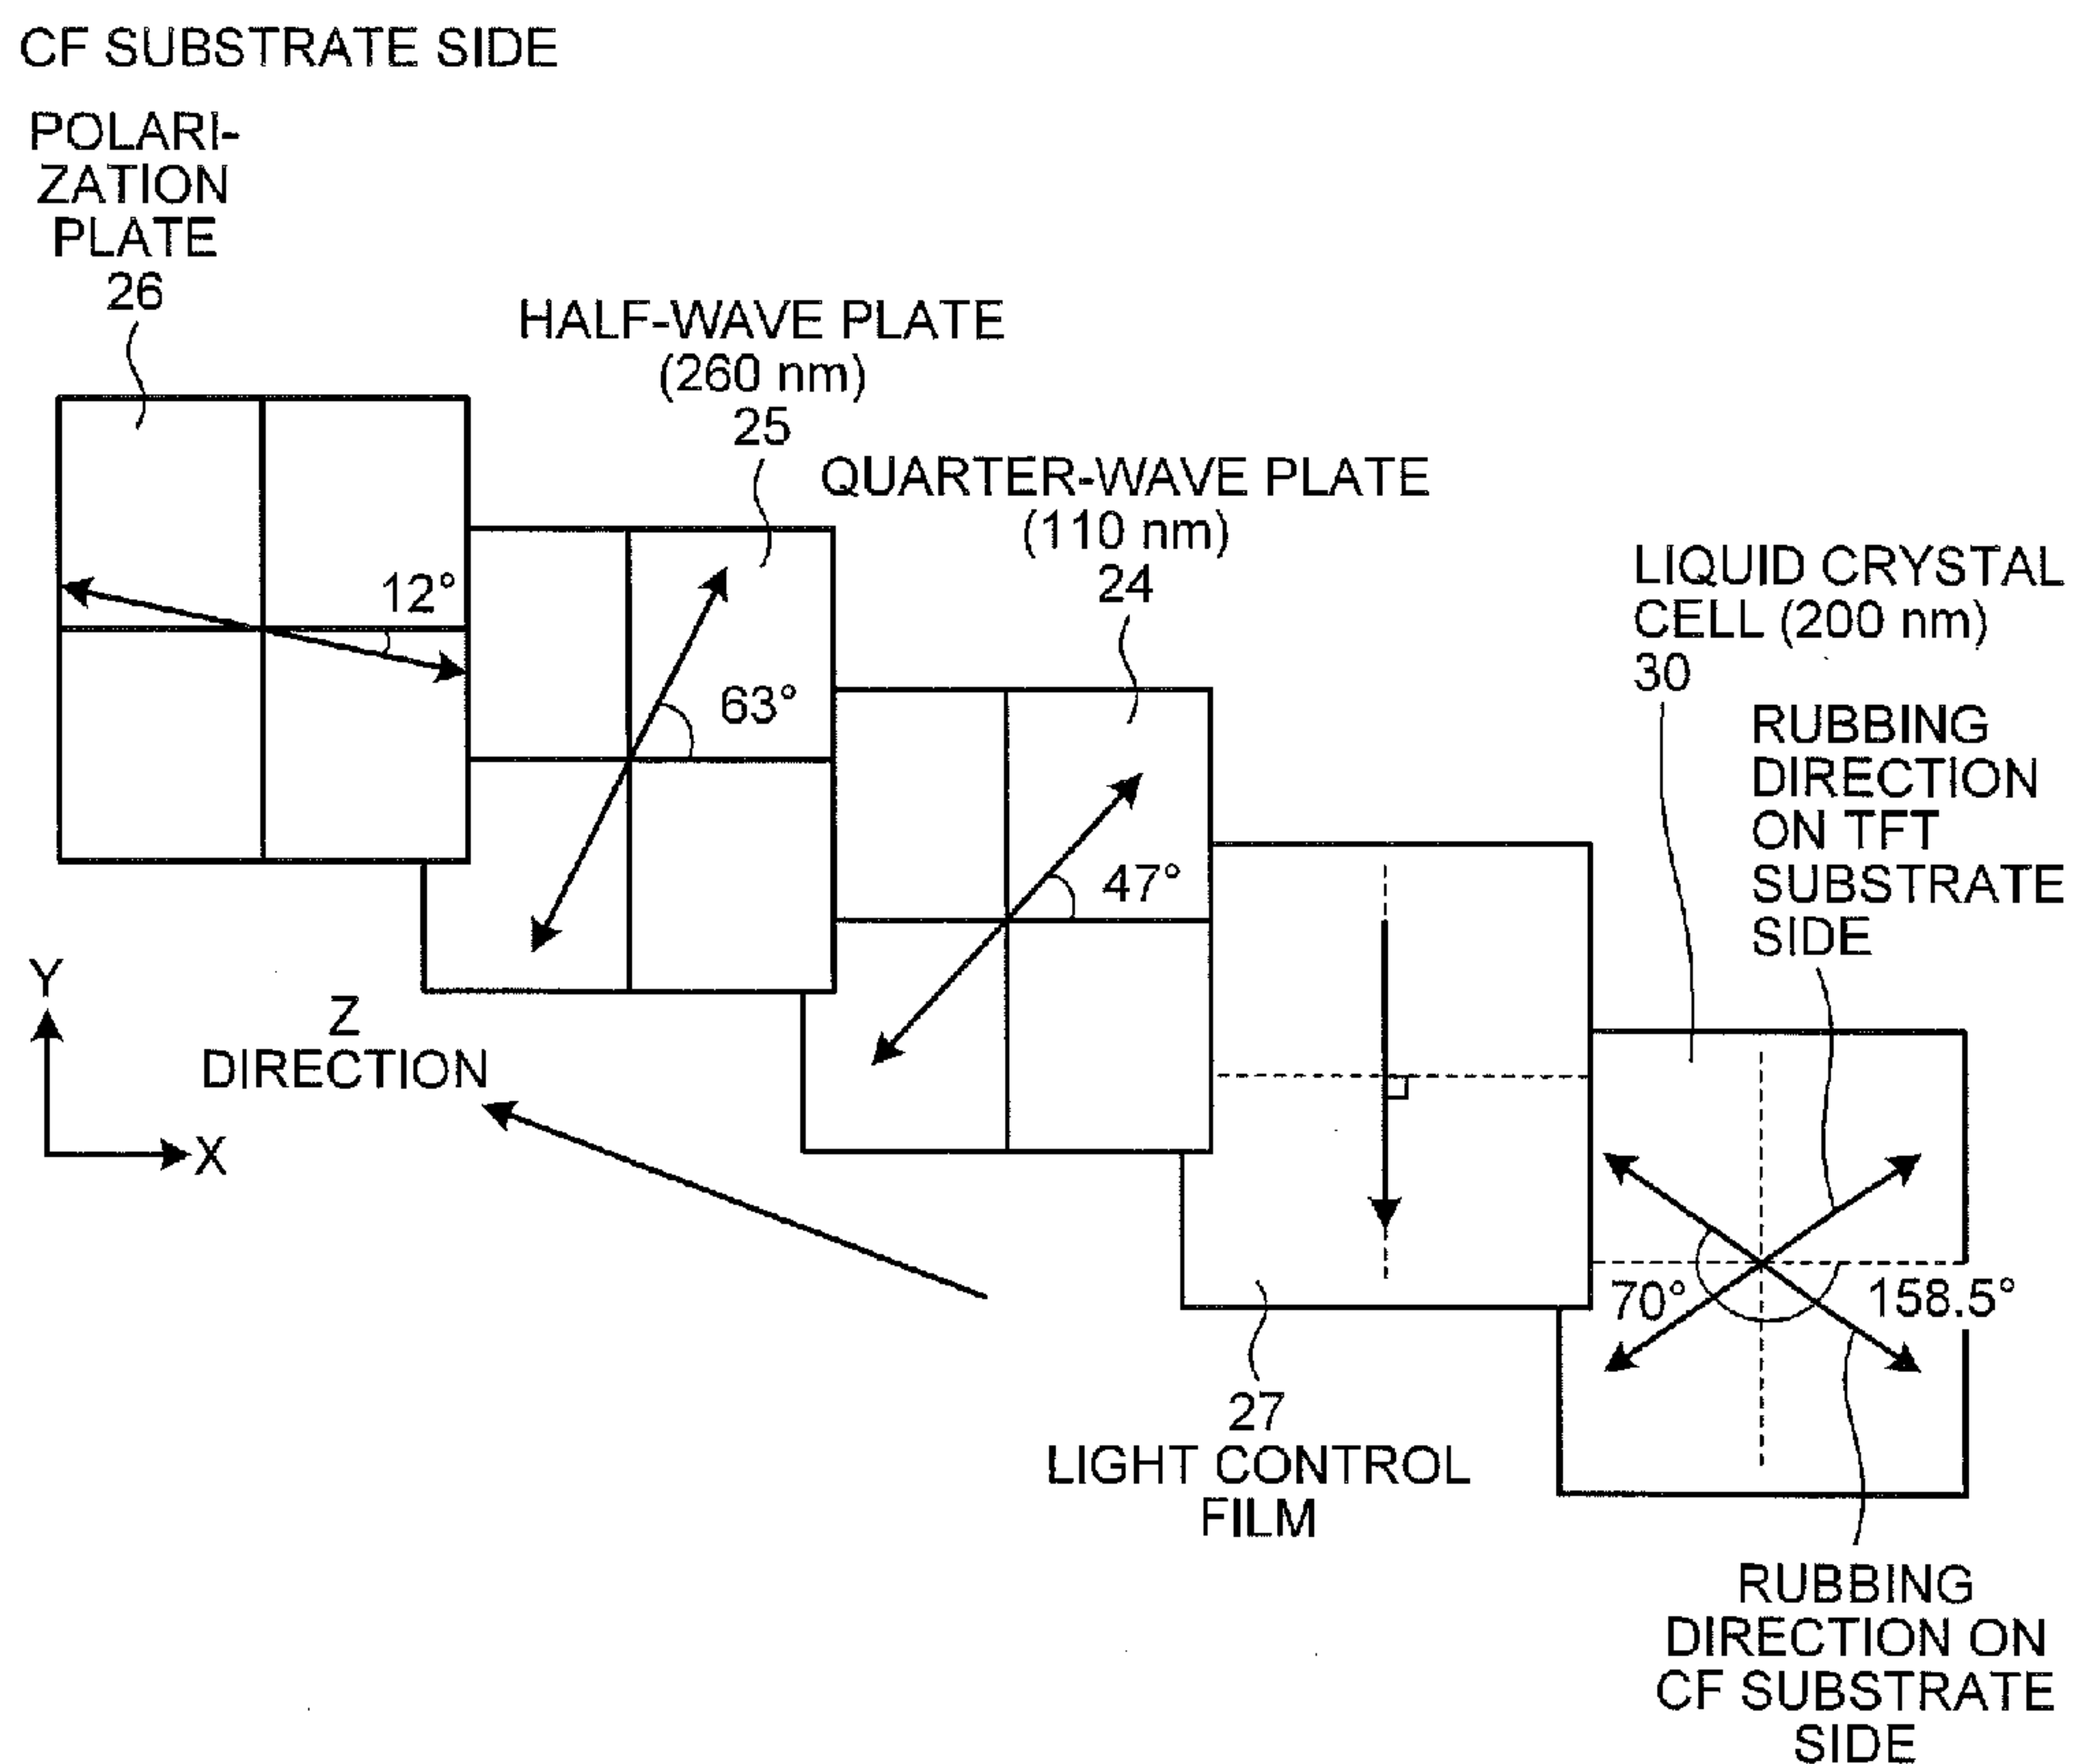 CF SUBSTRATE SIDE
POLARI-
ZATION
PLATE
26
HALF-WAVE PLATE
(260 nm)
25
QUARTER-WAVE PLATE
(110 nm)
24
LIQUID CRYSTAL
CELL (200 nm)
30
RUBBING
DIRECTION
ON TFT
SUBSTRATE
SIDE
12°
63°
47°
70°
158.5°
Y
X
Z
DIRECTION
27
LIGHT CONTROL
FILM
RUBBING
DIRECTION ON
CF SUBSTRATE
SIDE